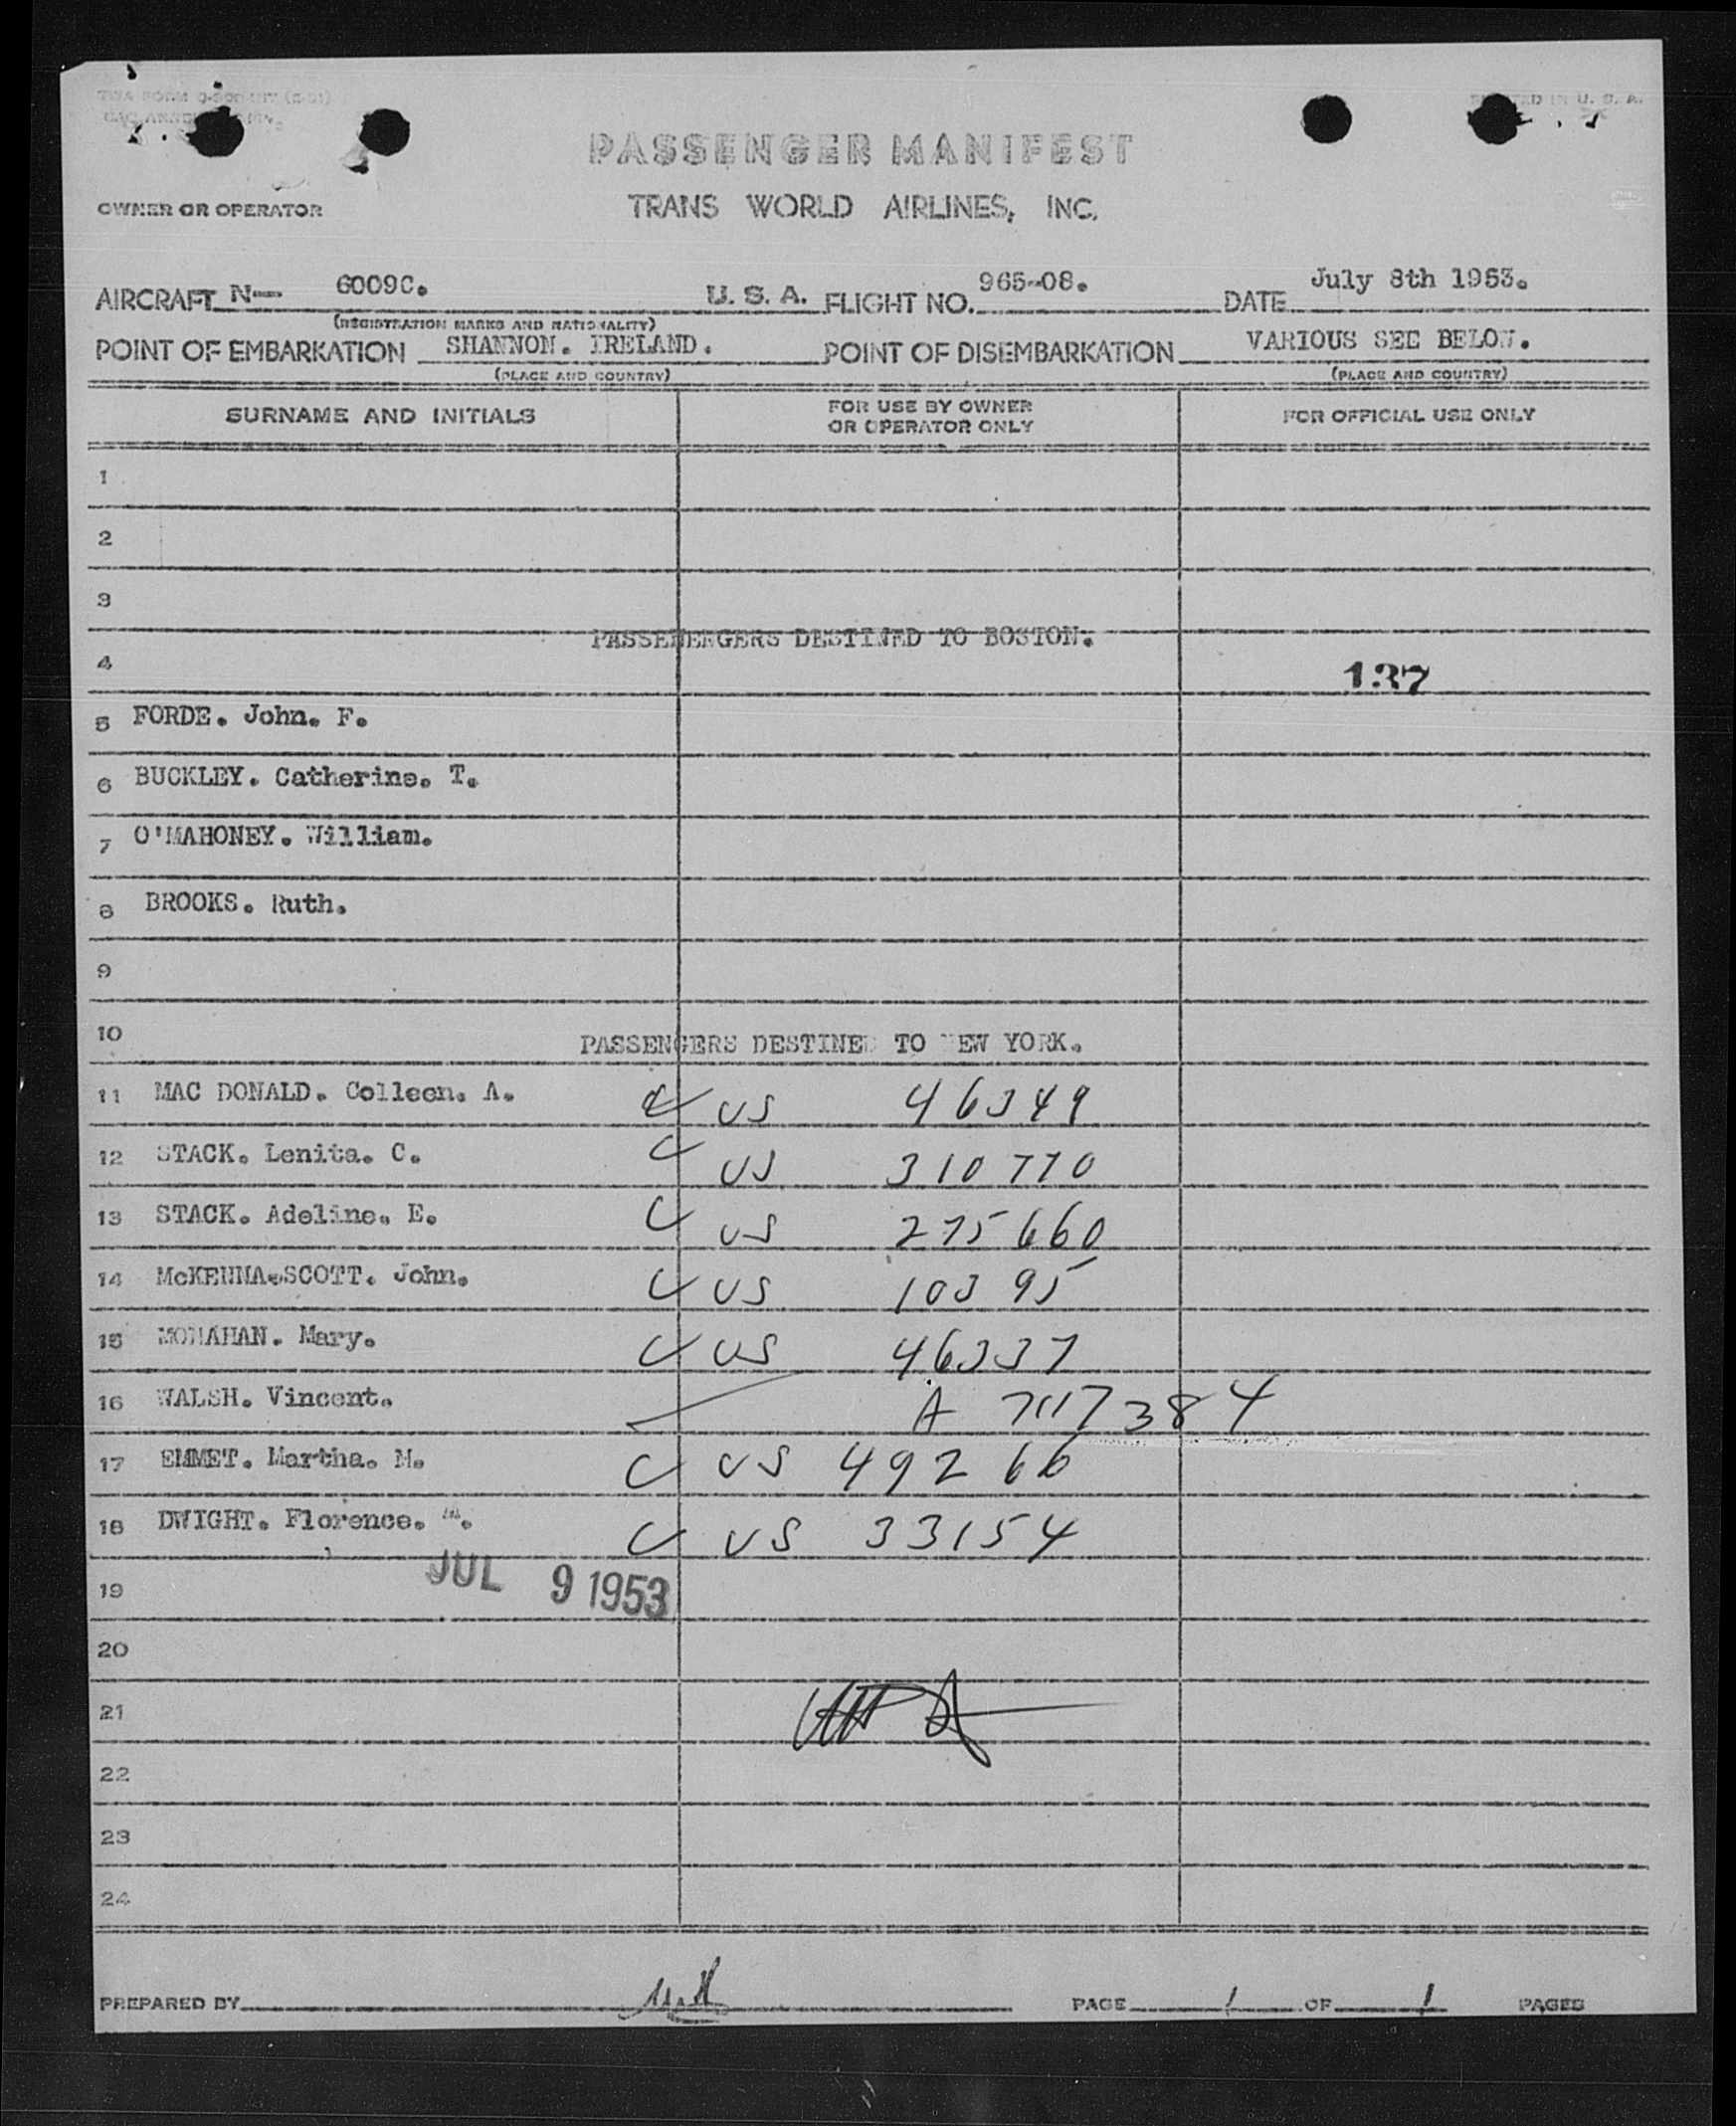 TWA FORM
PRINTED IN U. S. A.
PASSENGER MANIFEST
OWNER OR OPERATOR TRANS WORLD AIRLINES, INC.
AIRCRAFT N— 6009C. U. S. A. FLIGHT NO. 965-08. DATE July 8th 1953.
(REGISTRATION MARKS AND NATIONALITY)
POINT OF EMBARKATION SHANNON. IRELAND. POINT OF DISEMBARKATION VARIOUS SEE BELOW.
(PLACE AND COUNTRY) (PLACE AND COUNTRY)
SURNAME AND INITIALS FOR USE BY OWNER OR OPERATOR ONLY FOR OFFICIAL USE ONLY
1
2
3
PASSENENGERS DESTINED TO BOSTON.
4 137
5 FORDE. John. F.
6 BUCKLEY. Catherine. T.
7 O'MAHONEY. William.
8 BROOKS. Ruth.
9
10 PASSENGERS DESTINED TO NEW YORK.
11 MAC DONALD. Colleen. A. US 46349
12 STACK. Lenita. C. US 310770
13 STACK. Adeline. E. US 275660
14 McKENNA.SCOTT. John. US 10395
15 MONAHAN. Mary. US 46337
16 WALSH. Vincent. A 7117384
17 EMMET. Martha. M. US 49266
18 DWIGHT. Florence. M. US 33154
19 JUL 9 1953
20
21
22
23
24
PREPARED BY PAGE 1 OF 1 PAGES